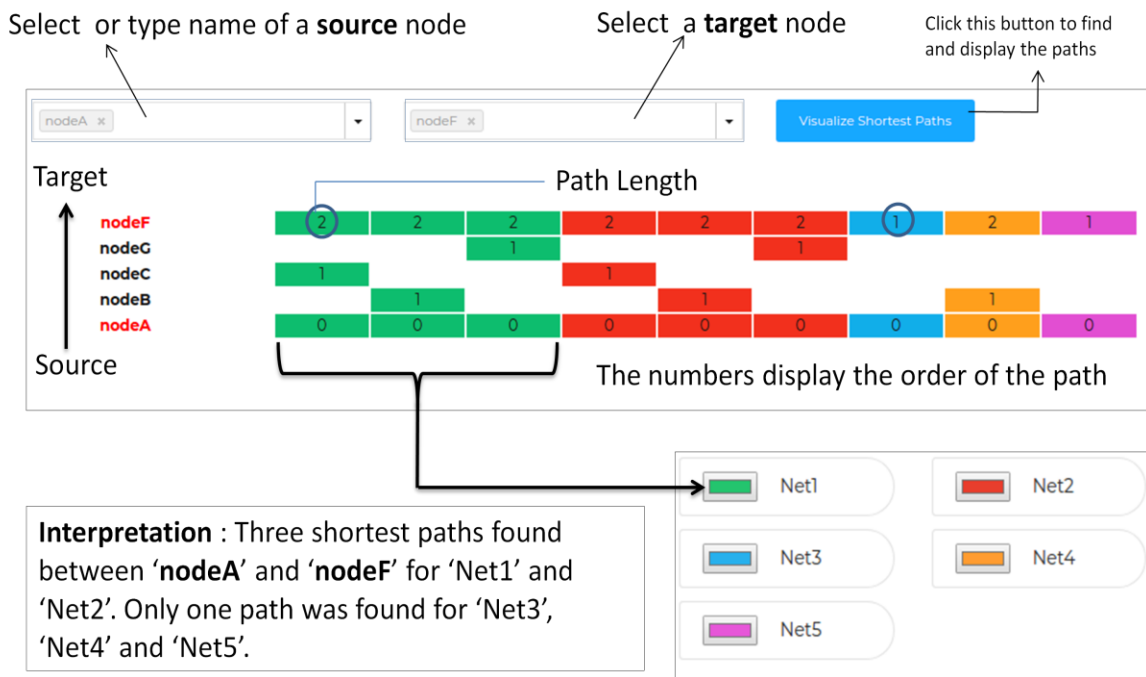 Select or type name of a source node
Select a target node
Click this button to find
and display the paths
nodeA ×
nodeF ×
Visualize Shortest Paths
Target
Path Length
nodeF 2 2 2 2 2 2 1 2 1
nodeG 1 1
nodeC 1 1
nodeB 1 1 1
nodeA 0 0 0 0 0 0 0 0 0
Source
The numbers display the order of the path
Net1
Net2
Net3
Net4
Net5
Interpretation : Three shortest paths found
between ‘nodeA’ and ‘nodeF’ for ‘Net1’ and
‘Net2’. Only one path was found for ‘Net3’,
‘Net4’ and ‘Net5’.